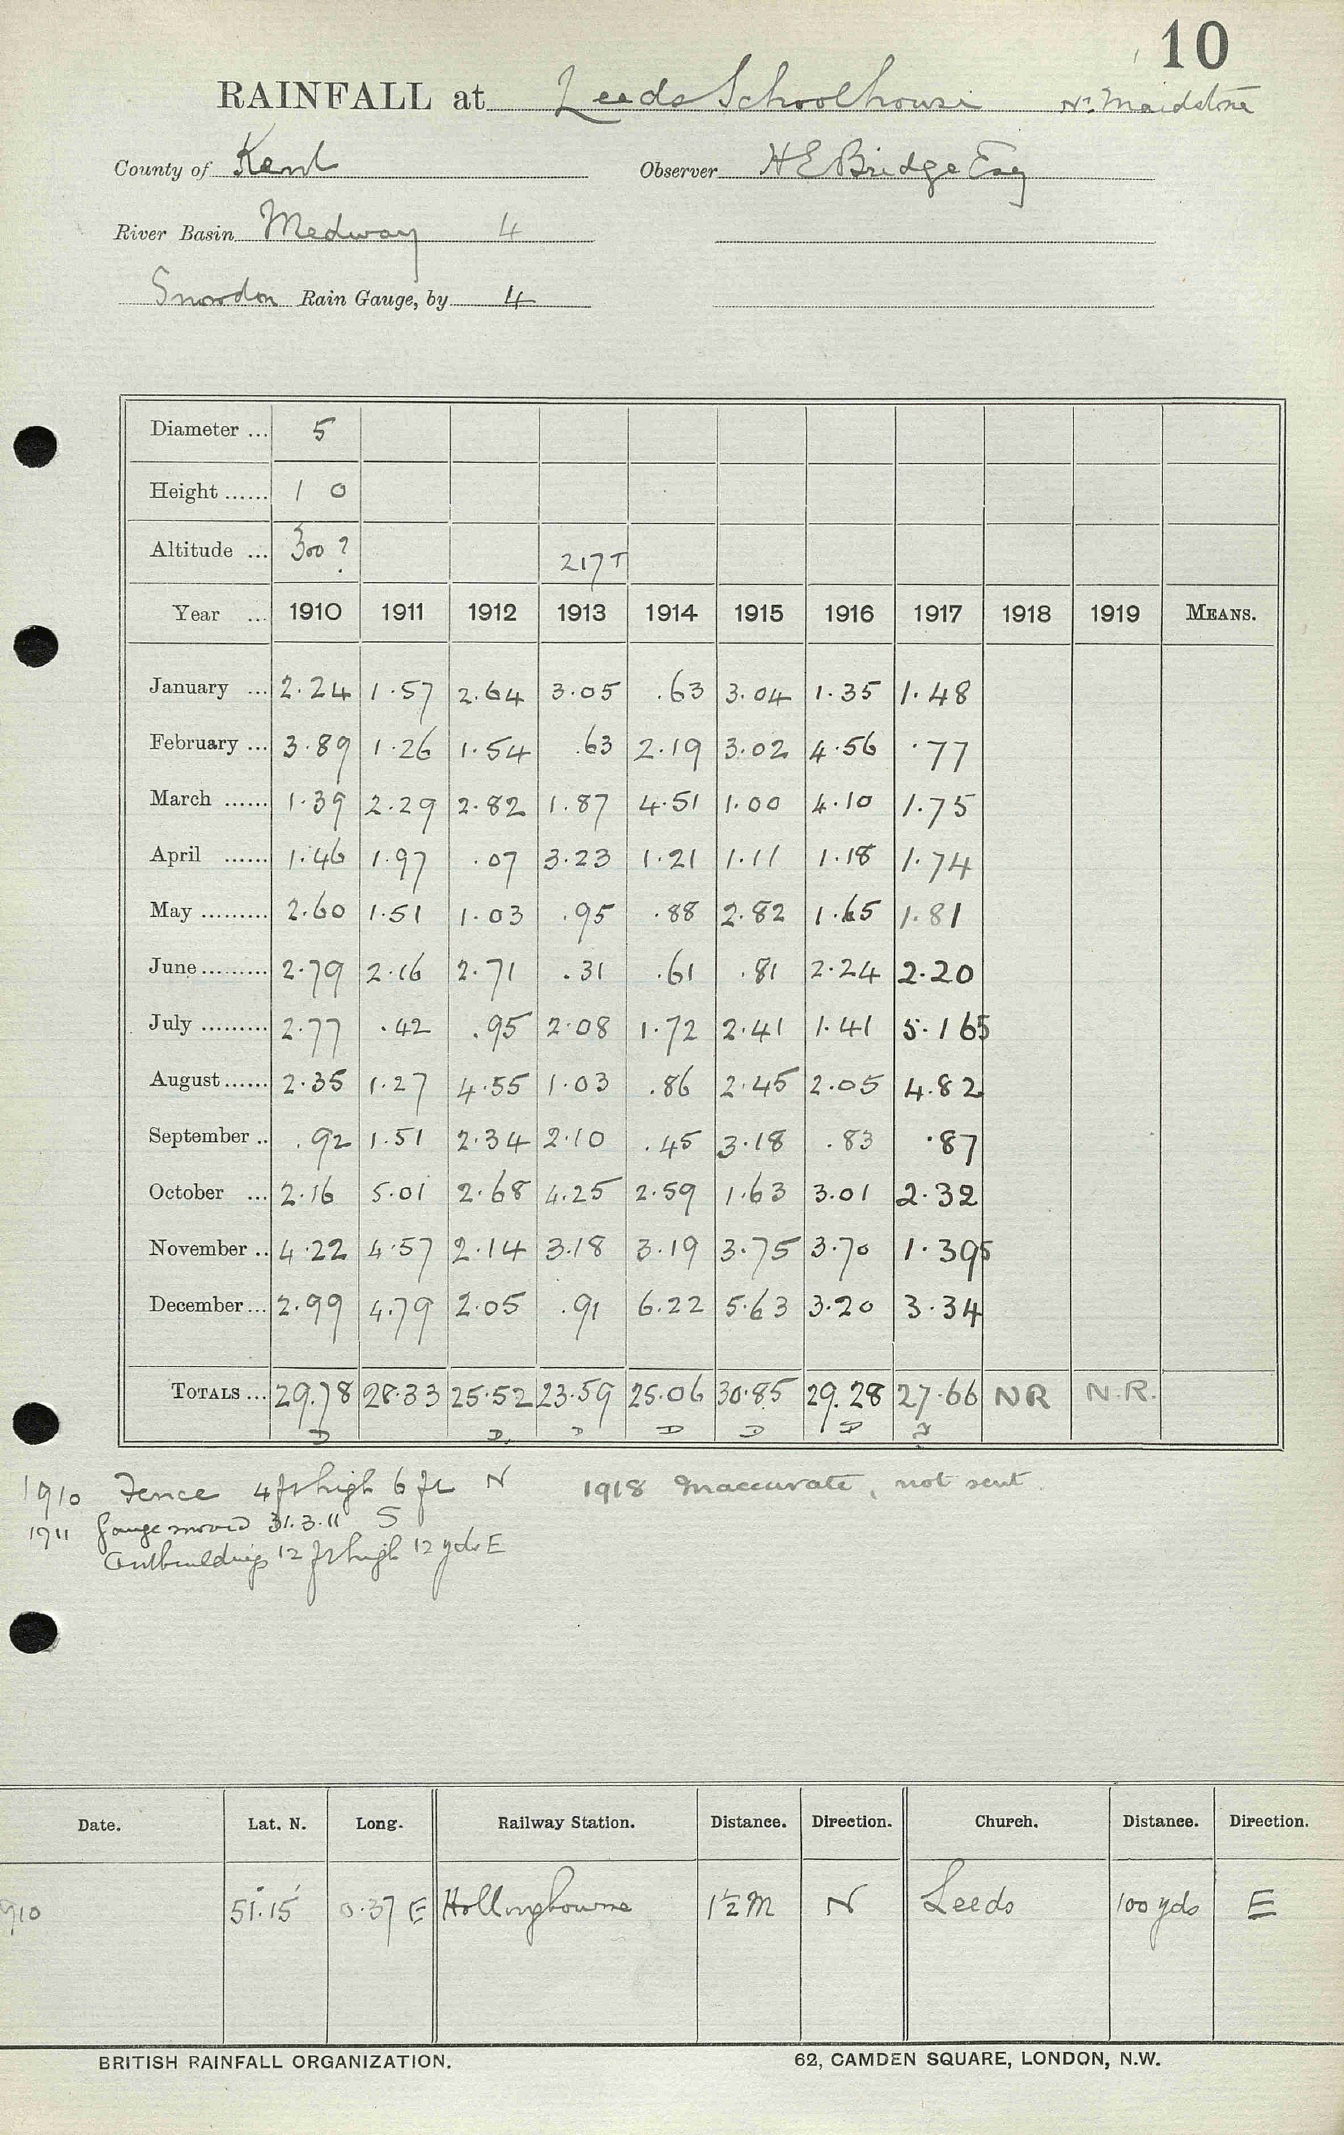 10
RAINFALL at Leeds Schoolhouse Nr. Maidstone
County of Kent Observer H E Bridge Esq
River Basin Medway 4
Snowdon Rain Gauge, by 4
Diameter ... 5
Height ...... 1 0
Altitude ... 300 ? 217 T
Year ... 1910 1911 1912 1913 1914 1915 1916 1917 1918 1919 MEANS.
January ... 2.24 1.57 2.64 3.05 .63 3.04 1.35 1.48
February ... 3.89 1.26 1.54 .63 2.19 3.02 4.56 .77
March ...... 1.39 2.29 2.82 1.87 4.51 1.00 4.10 1.75
April ...... 1.46 1.97 .07 3.23 1.21 1.11 1.18 1.74
May ......... 2.60 1.51 1.03 .95 .88 2.82 1.65 1.81
June ......... 2.79 2.16 2.71 .31 .61 .81 2.24 2.20
July ......... 2.77 .42 .95 2.08 1.72 2.41 1.41 5.165
August ...... 2.35 1.27 4.55 1.03 .86 2.45 2.05 4.82
September .. .92 1.51 2.34 2.10 .45 3.18 .83 .87
October ... 2.16 5.01 2.68 4.25 2.59 1.63 3.01 2.32
November .. 4.22 4.57 2.14 3.18 3.19 3.75 3.70 1.395
December ... 2.99 4.79 2.05 .91 6.22 5.63 3.20 3.34
TOTALS ... 29.78 28.33 25.52 23.59 25.06 30.85 29.28 27.66 NR N.R.
D D. D D D D
1910 Fence 4 ft high 6 ft N 1918 Inaccurate, not sent.
1911 Gauge moved 31.3.11 S
Outbuildings 12 ft high 12 yds E
Date. Lat. N. Long. Railway Station. Distance. Direction. Church. Distance. Direction.
910 51.15 0.37 E Hollingbourne 1½ M N Leeds 100 yds E
BRITISH RAINFALL ORGANIZATION. 62, CAMDEN SQUARE, LONDON, N.W.